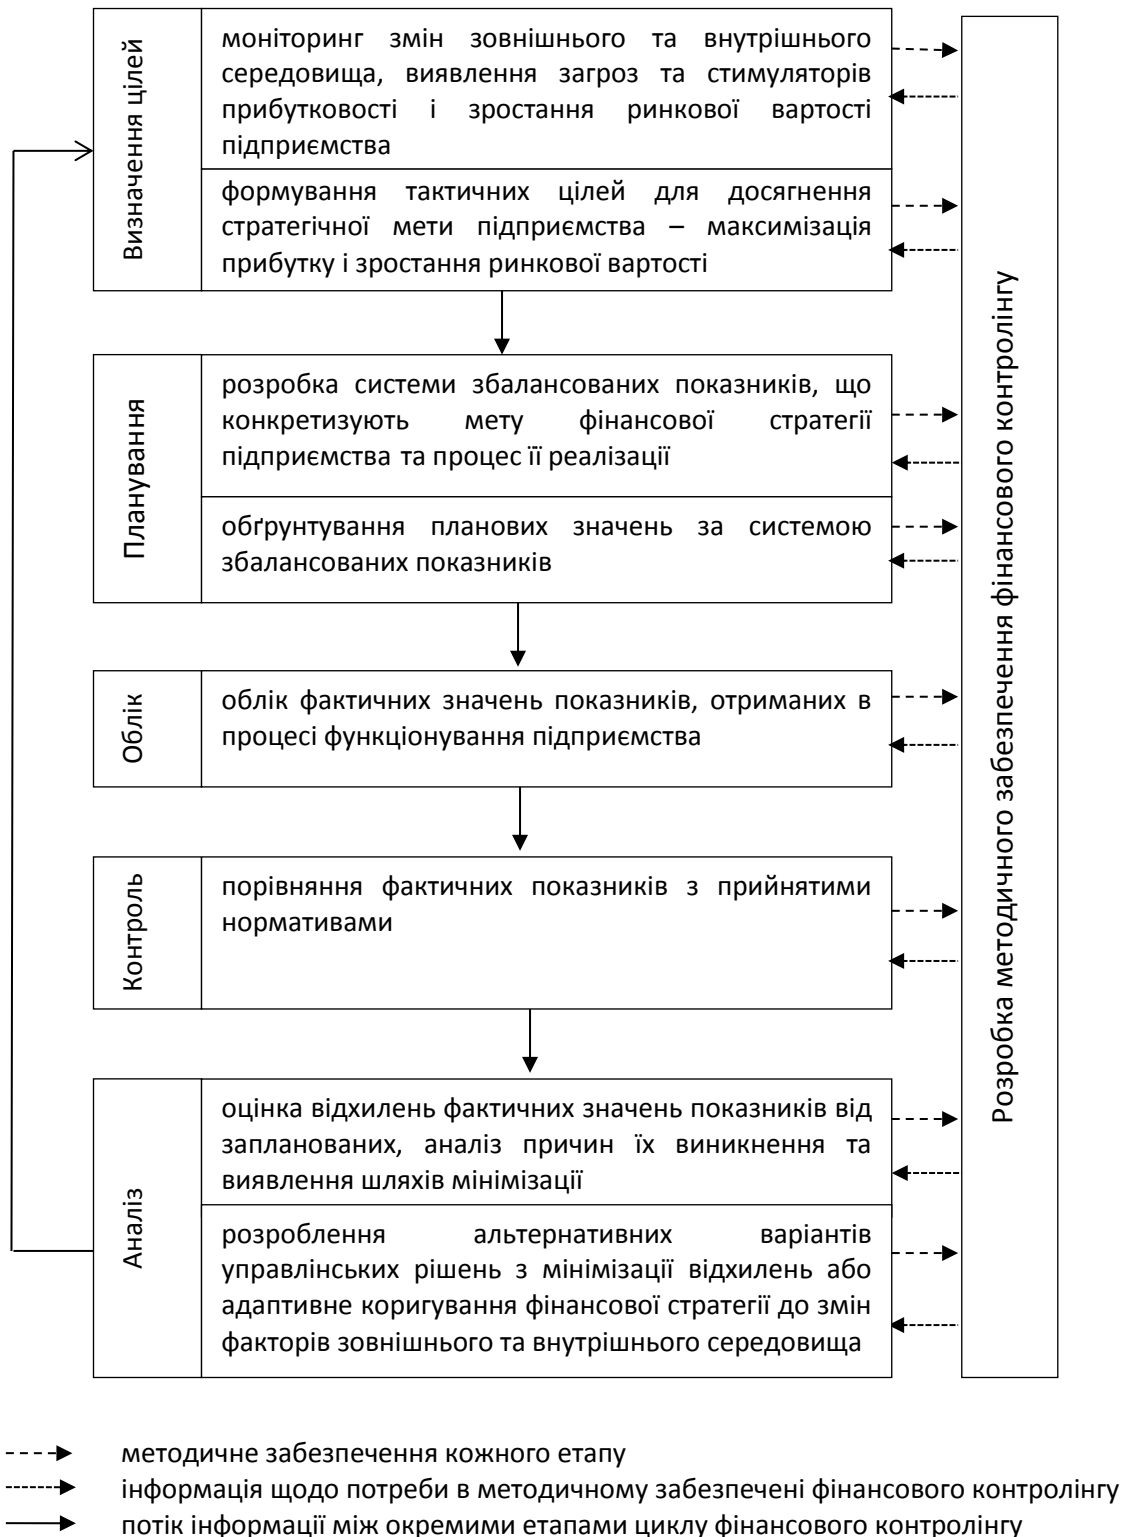 Визначення цілей
моніторинг змін зовнішнього та внутрішнього
середовища, виявлення загроз та стимуляторів
прибутковості і зростання ринкової вартості
підприємства
формування тактичних цілей для досягнення
стратегічної мети підприємства – максимізація
прибутку і зростання ринкової вартості
Планування
розробка системи збалансованих показників, що
конкретизують мету фінансової стратегії
підприємства та процес її реалізації
обґрунтування планових значень за системою
збалансованих показників
Облік
облік фактичних значень показників, отриманих в
процесі функціонування підприємства
Контроль
порівняння фактичних показників з прийнятими
нормативами
Аналіз
оцінка відхилень фактичних значень показників від
запланованих, аналіз причин їх виникнення та
виявлення шляхів мінімізації
розроблення альтернативних варіантів
управлінських рішень з мінімізації відхилень або
адаптивне коригування фінансової стратегії до змін
факторів зовнішнього та внутрішнього середовища
Розробка методичного забезпечення фінансового контролінгу
методичне забезпечення кожного етапу
інформація щодо потреби в методичному забезпечені фінансового контролінгу
потік інформації між окремими етапами циклу фінансового контролінгу